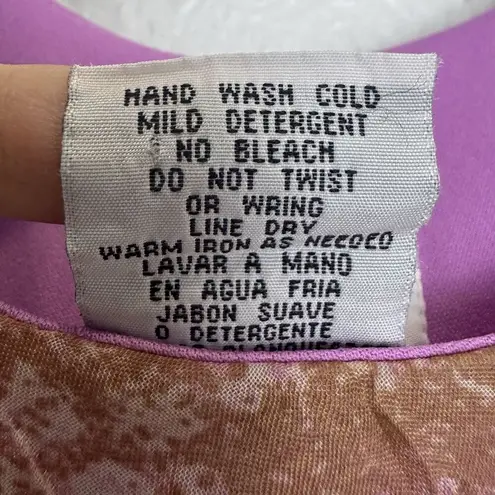 HAND WASH COLD
MILD DETERGENT
NO BLEACH
DO NOT TWIST
OR WRING
LINE DRY
WARM IRON AS NEEDED
LAVAR A MANO
EN AGUA FRIA
JABON SUAVE
O DETERGENTE